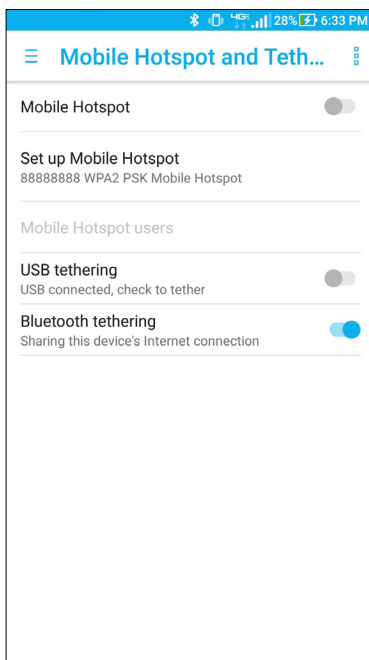 4GE 28% 6:33 PM
Mobile Hotspot and Teth...
Mobile Hotspot
Set up Mobile Hotspot
88888888 WPA2 PSK Mobile Hotspot
Mobile Hotspot users
USB tethering
USB connected, check to tether
Bluetooth tethering
Sharing this device's Internet connection